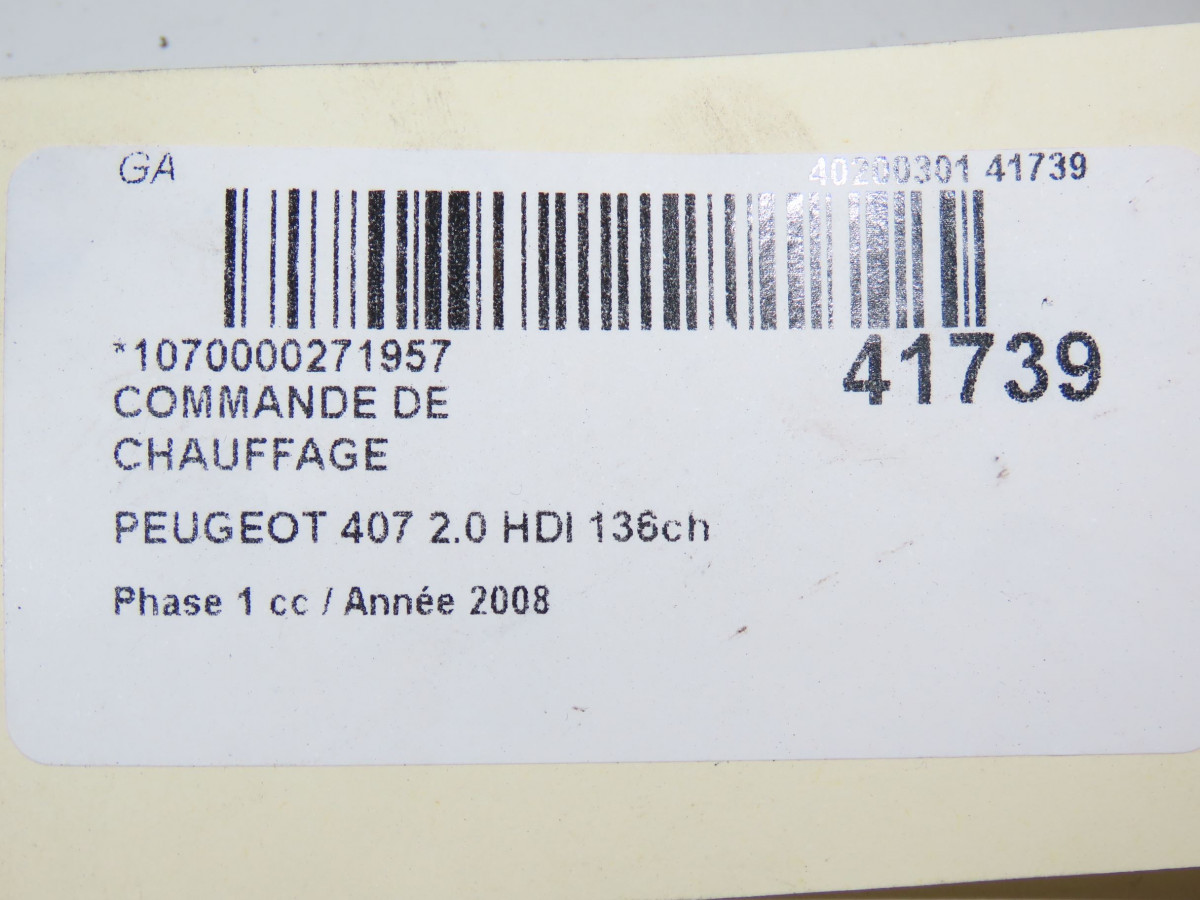 GA
40200301 41739
*1070000271957
41739
COMMANDE DE
CHAUFFAGE
PEUGEOT 407 2.0 HDI 136ch
Phase 1 cc / Année 2008